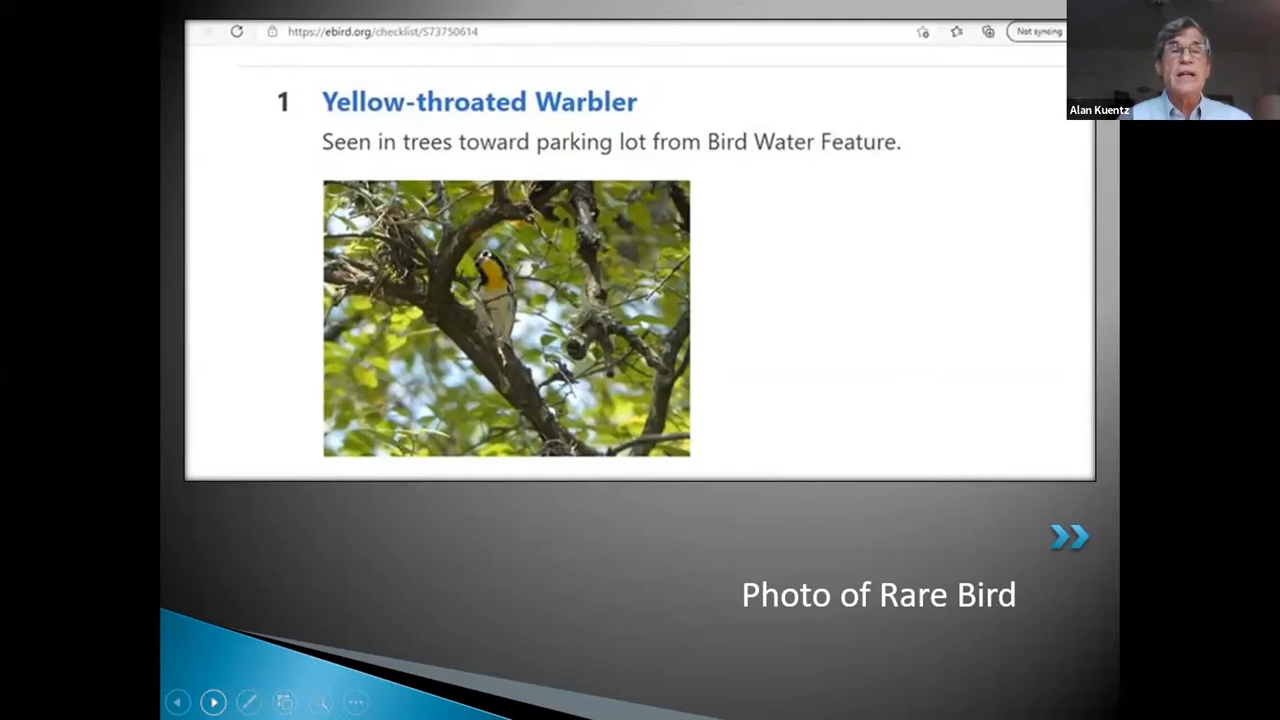 https://ebird.org/checklist/S73750614
Not syncing
Alan Kuentz
1 Yellow-throated Warbler
Seen in trees toward parking lot from Bird Water Feature.
Photo of Rare Bird